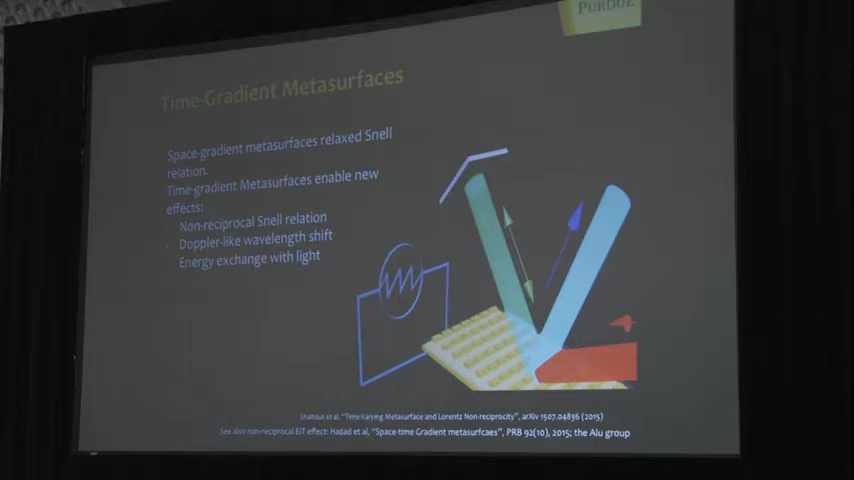 PURDUE
Time-Gradient Metasurfaces
Space-gradient metasurfaces relaxed Snell
relation.
Time-gradient Metasurfaces enable new
effects:
Non-reciprocal Snell relation
Doppler-like wavelength shift
Energy exchange with light
et al, "Time-Varying Metasurface and Lorentz Non-reciprocity", arXiv 1507.04836 (2015)
See also non-reciprocal EIT effect: Hadad et al, "Space-time Gradient metasurfcaes", PRB 92(10), 2015; the Alu group